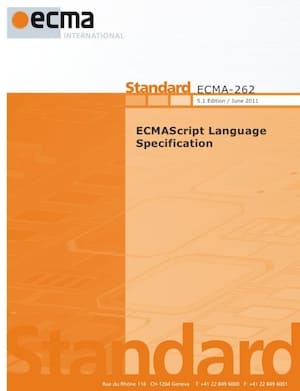 ecma
INTERNATIONAL
Standard ECMA-262
5.1 Edition / June 2011
ECMAScript Language
Specification
Standard
Rue du Rhône 114 CH-1204 Geneva T: +41 22 849 6000 F: +41 22 849 6001